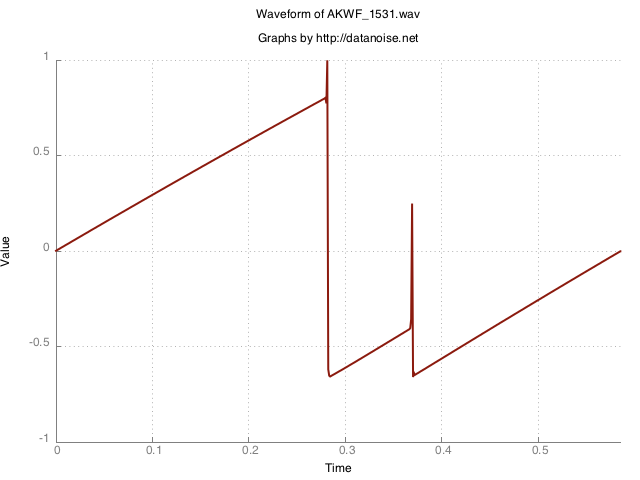 Waveform of AKWF_1531.wav
Graphs by http://datanoise.net
1
0.5
0
-0.5
-1
Value
0 0.1 0.2 0.3 0.4 0.5
Time